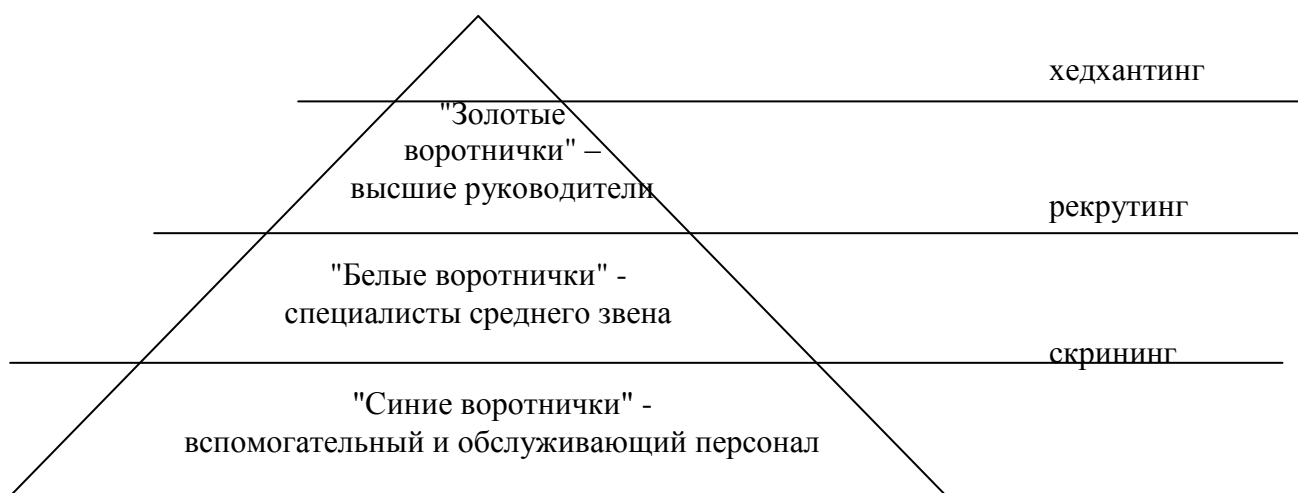 хедхантинг
"Золотые
воротнички" –
высшие руководители
рекрутинг
"Белые воротнички" -
специалисты среднего звена
скрининг
"Синие воротнички" -
вспомогательный и обслуживающий персонал